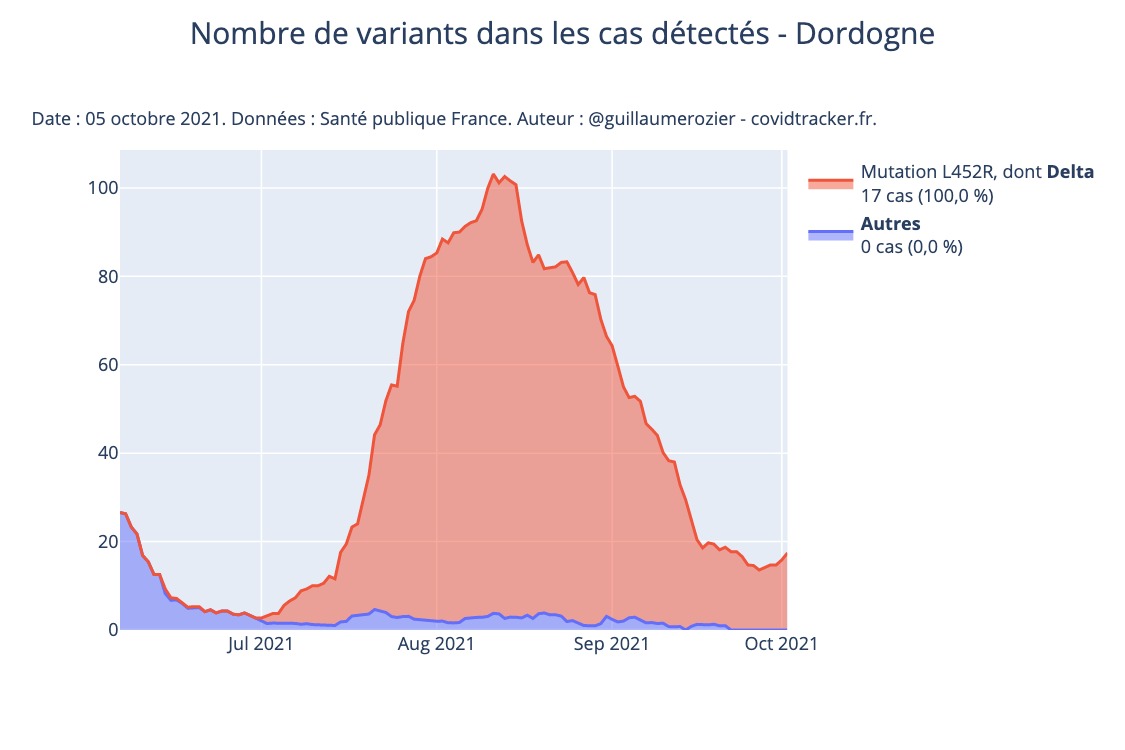 Nombre de variants dans les cas détectés - Dordogne
Date : 05 octobre 2021. Données : Santé publique France. Auteur : @guillaumerozier - covidtracker.fr.
Mutation L452R, dont Delta
17 cas (100,0 %)
Autres
0 cas (0,0 %)
100
80
60
40
20
0
Jul 2021
Aug 2021
Sep 2021
Oct 2021